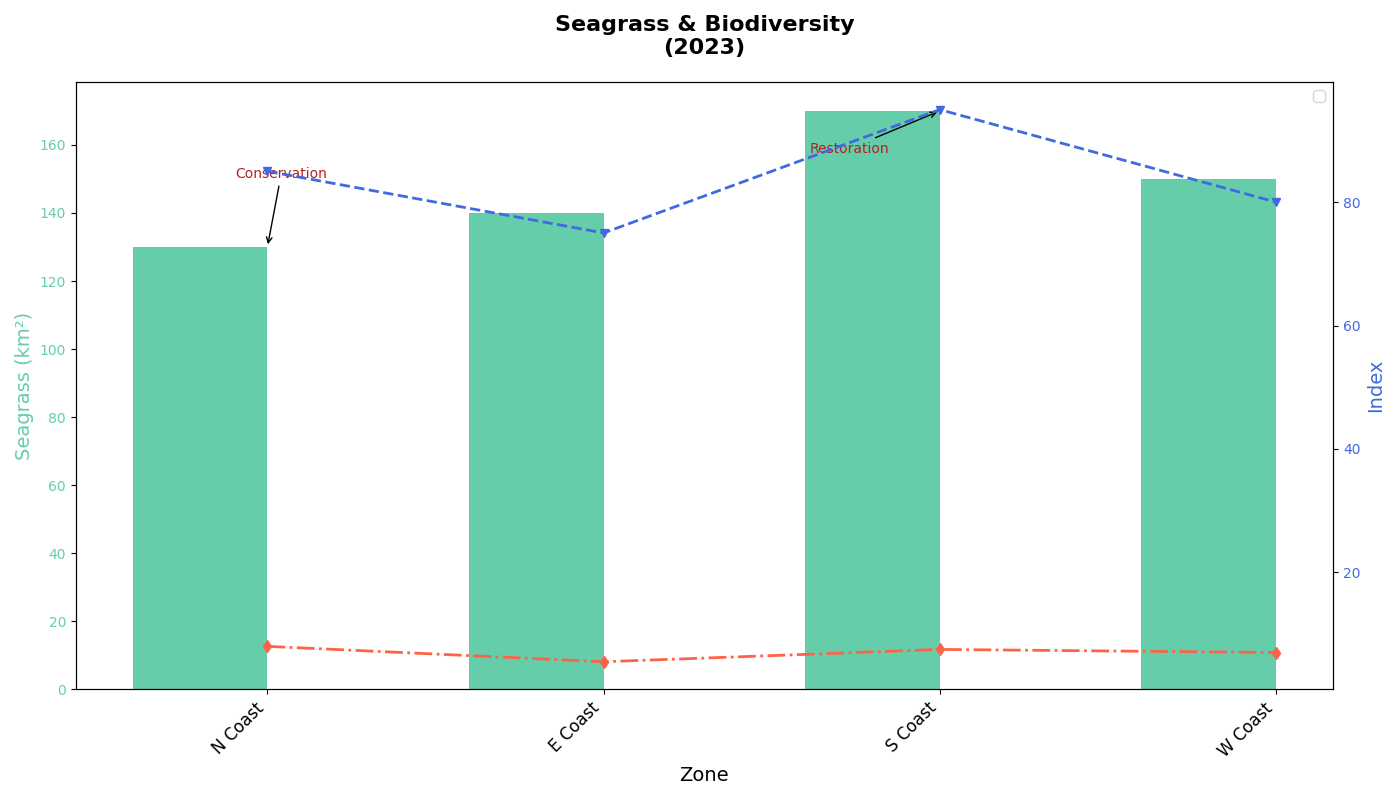 Seagrass & Biodiversity
(2023)
Seagrass (km²)
160
140
120
100
80
60
40
20
0
Conservation
Restoration
80
60
40
20
Index
N Coast
E Coast
S Coast
W Coast
Zone